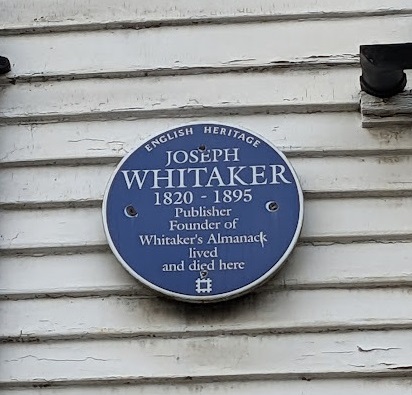 ENGLISH HERITAGE
JOSEPH
WHITAKER
1820 - 1895
Publisher
Founder of
Whitaker's Almanack
lived
and died here